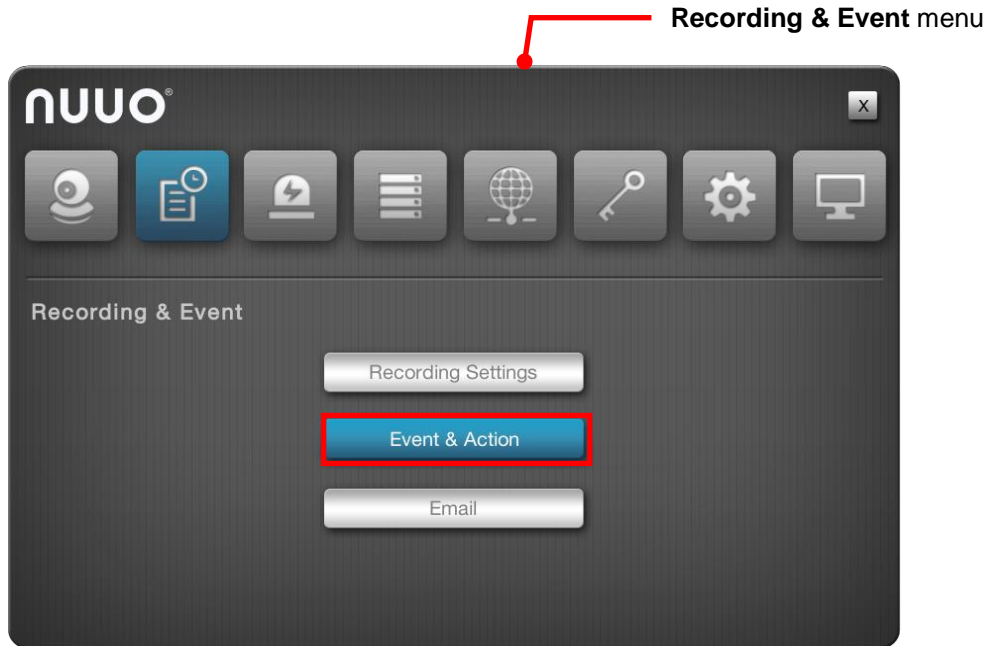 Recording & Event menu
nuuo®
X
Recording & Event
Recording Settings
Event & Action
Email